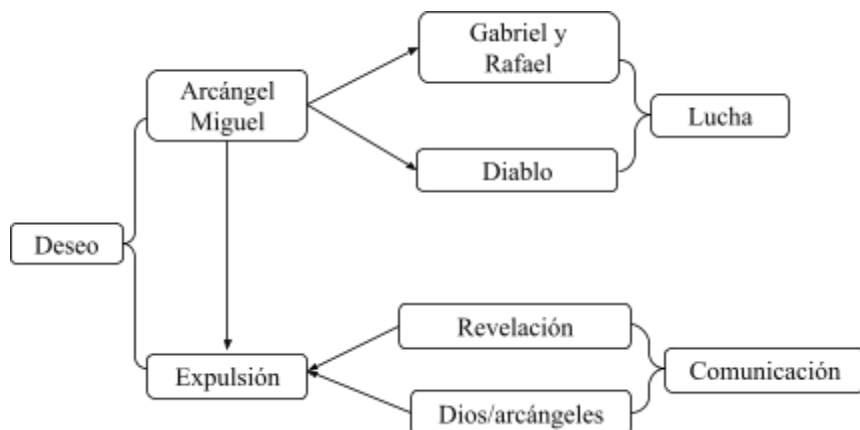 Gabriel y
Rafael
Arcángel
Miguel
Lucha
Diablo
Deseo
Revelación
Expulsión
Comunicación
Dios/arcángeles